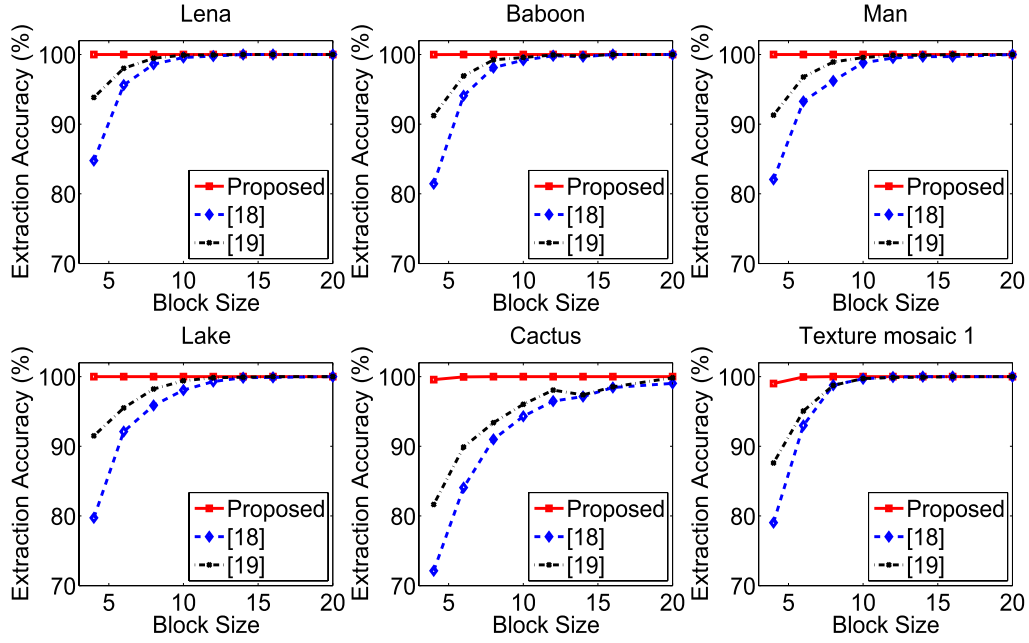 Lena
Baboon
Man
Extraction Accuracy (%)
100
90
80
70
5
10
15
20
Block Size
Proposed
[18]
[19]
Extraction Accuracy (%)
100
90
80
70
5
10
15
20
Block Size
Proposed
[18]
[19]
Extraction Accuracy (%)
100
90
80
70
5
10
15
20
Block Size
Proposed
[18]
[19]
Lake
Cactus
Texture mosaic 1
Extraction Accuracy (%)
100
90
80
70
5
10
15
20
Block Size
Proposed
[18]
[19]
Extraction Accuracy (%)
100
90
80
70
5
10
15
20
Block Size
Proposed
[18]
[19]
Extraction Accuracy (%)
100
90
80
70
5
10
15
20
Block Size
Proposed
[18]
[19]